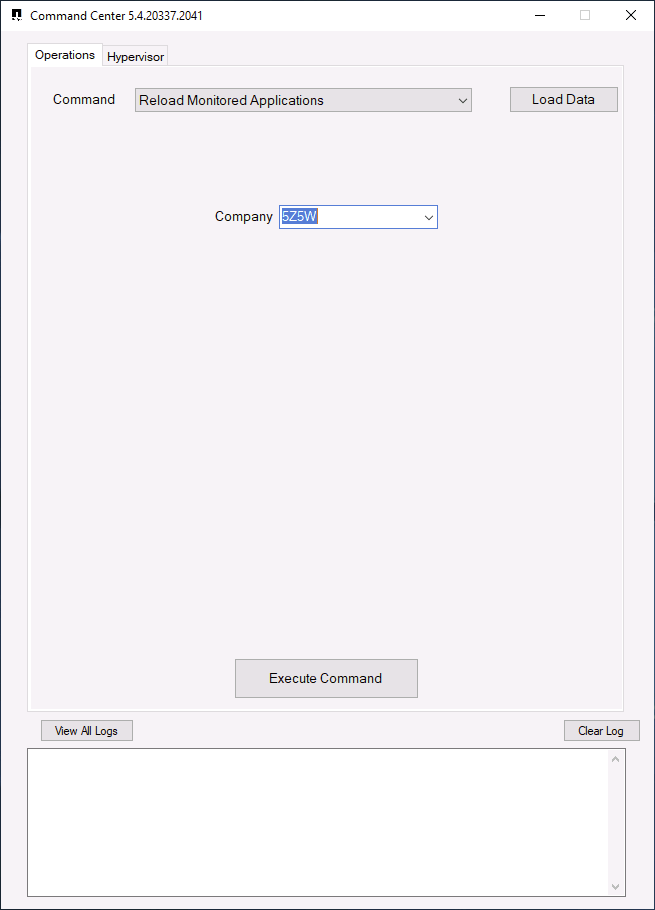 Command Center 5.4.20337.2041
Operations
Hypervisor
Command
Reload Monitored Applications
Load Data
Company
5Z5W
Execute Command
View All Logs
Clear Log